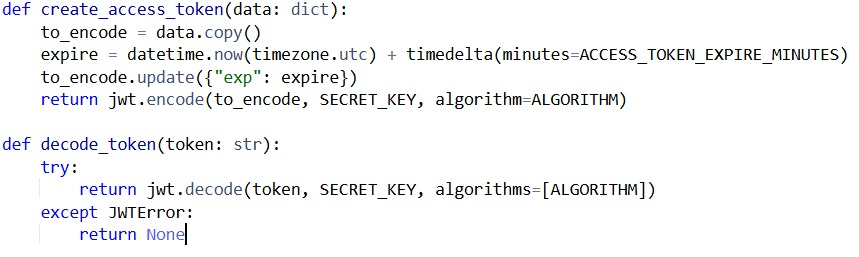 def create_access_token(data: dict):
    to_encode = data.copy()
    expire = datetime.now(timezone.utc) + timedelta(minutes=ACCESS_TOKEN_EXPIRE_MINUTES)
    to_encode.update({"exp": expire})
    return jwt.encode(to_encode, SECRET_KEY, algorithm=ALGORITHM)

def decode_token(token: str):
    try:
        return jwt.decode(token, SECRET_KEY, algorithms=[ALGORITHM])
    except JWTError:
        return None